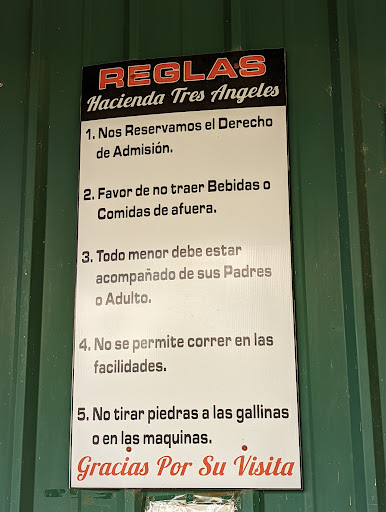 REGLAS
Hacienda Tres Angeles
1. Nos Reservamos el Derecho
de Admisión.
2. Favor de no traer Bebidas o
Comidas de afuera.
3. Todo menor debe estar
acompañado de sus Padres
o Adulto.
4. No se permite correr en las
facilidades.
5. No tirar piedras a las gallinas
o en las maquinas.
Gracias Por Su Visita